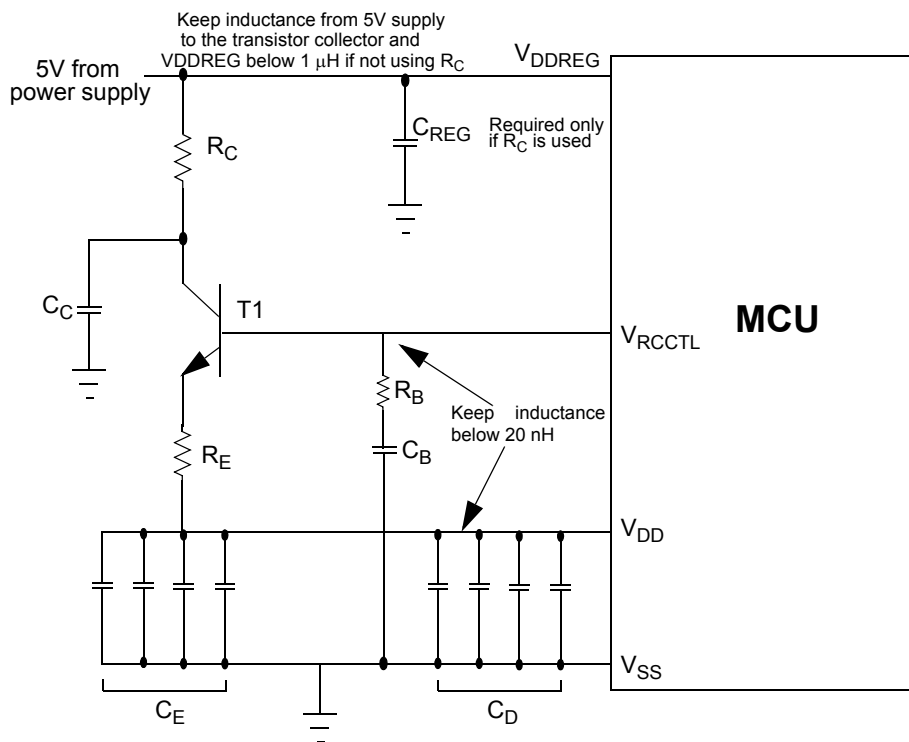 Keep inductance from 5V supply
to the transistor collector and
VDDREG below 1 μH if not using RC
VDDREG
5V from
power supply
CREG
Required only
if RC is used
RC
CC
T1
MCU
VRCCTL
RB
Keep inductance
below 20 nH
CB
RE
VDD
VSS
CE
CD